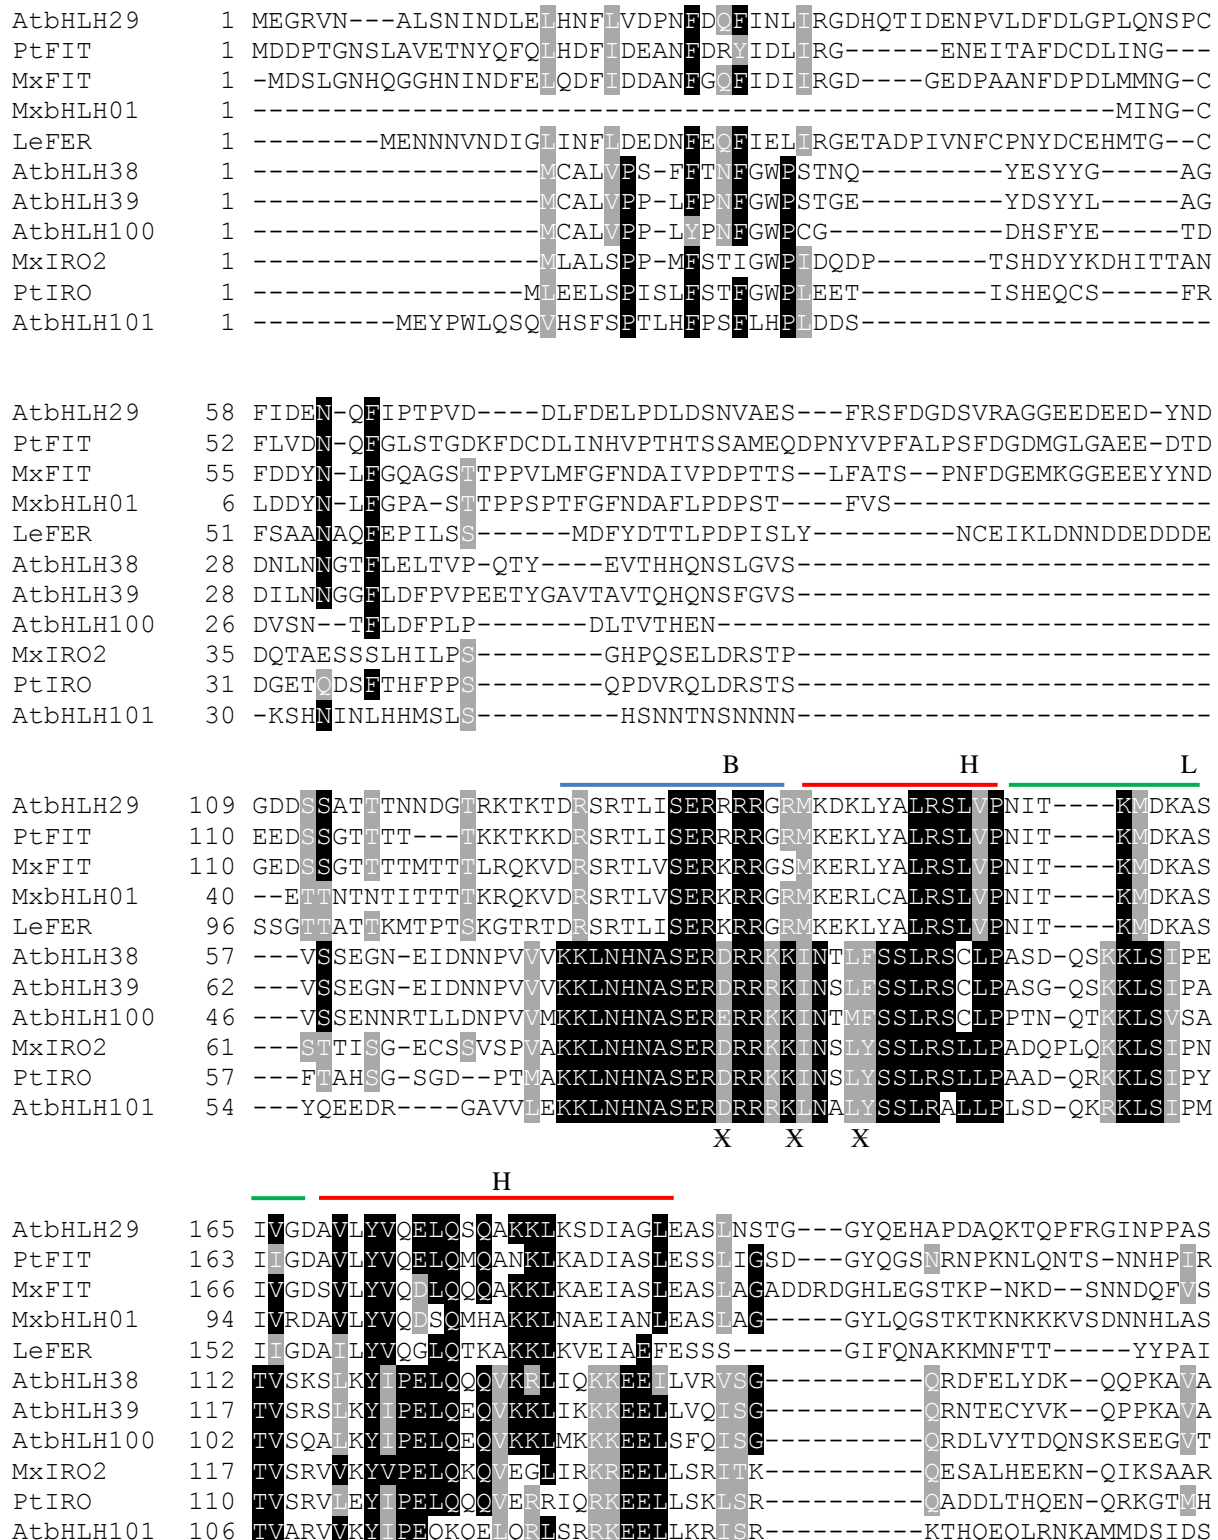 AtbHLH29 1 MEGRVN---ALSNINDLELHNFLVDPNFDQFINLIRGDHQTIDENPVLDFDLGPLQNSPC
PtFIT 1 MDDPTGNSLAVETNYQFQLHDFIDEANFDRYIDLIRG------ENEITAFDCDLING---
MxFIT 1 -MDSLGNHQGGHNINDFELQDFIDDANFGQFIDIIRGD----GEDPAANFDPDLMMNG-C
MxbHLH01 1 ------------------------------------------------------MING-C
LeFER 1 --------MENNNVNDIGLINFLDEDNFEQFIELIRGETADPIVNFCPNYDCEHMTG--C
AtbHLH38 1 ------------------MCALVPS-FFTNFGWPSTNQ---------YESYYG-----AG
AtbHLH39 1 ------------------MCALVPP-LFPNFGWPSTGE---------YDSYYL-----AG
AtbHLH100 1 ------------------MCALVPP-LYPNFGWPCG-----------DHSFYE-----TD
MxIRO2 1 ------------------MLALSPP-MFSTIGWPIDQDP-------TSHDYYKDHITTAN
PtIRO 1 -----------------MLEELSPISLFSTFGWPLEET--------ISHEQCS-----FR
AtbHLH101 1 ---------MEYPWLQSQVHSFSPTLHFPSFLHPLDDS----------------------
AtbHLH29 58 FIDEN-QFIPTPVD----DLFDELPDLDSNVAES---FRSFDGDSVRAGGEEDEED-YND
PtFIT 52 FLVDN-QFGLSTGDKFDCDLINHVPTHTSSAMEQDPNYVPFALPSFDGDMGLGAEE-DTD
MxFIT 55 FDDYN-LFGQAGSTTPPVLMFGFNDAIVPDPTTS--LFATS--PNFDGEMKGGEEEYYND
MxbHLH01 6 LDDYN-LFGPA-STTPPSPTFGFNDAFLPDPST----FVS--------------------
LeFER 51 FSAANAQFEPILSS------MDFYDTTLPDPISLY---------NCEIKLDNNDDEDDDE
AtbHLH38 28 DNLNNGTFLELTVP-QTY----EVTHHQNSLGVS--------------------------
AtbHLH39 28 DILNNGGFLDFPVPEETYGAVTAVTQHQNSFGVS--------------------------
AtbHLH100 26 DVSN--TFLDFPLP-------DLTVTHEN-------------------------------
MxIRO2 35 DQTAESSSLHILPS--------GHPQSELDRSTP--------------------------
PtIRO 31 DGETQDSFTHFPPS--------QPDVRQLDRSTS--------------------------
AtbHLH101 30 -KSHNINLHHMSLS---------HSNNTNSNNNN--------------------------
B H L
AtbHLH29 109 GDDSSATTTNNDGTRKTKTDRSRTLISERRRRGRMKDKLYALRSLVPNIT----KMDKAS
PtFIT 110 EEDSSGTTTT---TKKTKKDRSRTLISERRRRGRMKEKLYALRSLVPNIT----KMDKAS
MxFIT 110 GEDSSGTTTTMTTTLRQKVDRSRTLVSERKRRGSMKERLYALRSLVPNIT----KMDKAS
MxbHLH01 40 --ETTNTNTITTTTKRQKVDRSRTLVSERKRRGRMKERLCALRSLVPNIT----KMDKAS
LeFER 96 SSGTTATTKMTPTSKGTRTDRSRTLISERKRRGRMKEKLYALRSLVPNIT----KMDKAS
AtbHLH38 57 ---VSSEGN-EIDNNPVVVKKLNHNASERDRRKKINTLFSSLRSCLPASD-QSKKLSIPE
AtbHLH39 62 ---VSSEGN-EIDNNPVVVKKLNHNASERDRRRKINSLFSSLRSCLPASG-QSKKLSIPA
AtbHLH100 46 ---VSSENNRTLLDNPVVMKKLNHNASERERRKKINTMFSSLRSCLPPTN-QTKKLSVSA
MxIRO2 61 ---STTISG-ECSSVSPVAKKLNHNASERDRRKKINSLYSSLRSLLPADQPLQKKLSIPN
PtIRO 57 ---FTAHSG-SGD--PTMAKKLNHNASERDRRKKINSLYSSLRSLLPAAD-QRKKLSIPY
AtbHLH101 54 ---YQEEDR----GAVVLEKKLNHNASERDRRRKLNALYSSLRALLPLSD-QKRKLSIPM
X X X
H
AtbHLH29 165 IVGDAVLYVQELQSQAKKLKSDIAGLEASLNSTG---GYQEHAPDAQKTQPFRGINPPAS
PtFIT 163 IIGDAVLYVQELQMQANKLKADIASLESSLIGSD---GYQGSNRNPKNLQNTS-NNHPIR
MxFIT 166 IVGDSVLYVQDLQQQAKKLKAEIASLEASLAGADDRDGHLEGSTKP-NKD-SNNDQFVS
MxbHLH01 94 IVRDAVLYVQDSQMHAKKLNAEIANLEASLAG-----GYLQGSTKTKNKKKVSDNNHLAS
LeFER 152 IIGDAILYVQGLQTKAKKLKVEIAEFESSS-------GIFQNAKKMNFTT----YYPAI
AtbHLH38 112 TVSKSLKYIPELQQQVKRLIQKKEEILVRVSG----------QRDFELYDK--QQPKAVA
AtbHLH39 117 TVSRSLKYIPELQEQVKKLIKKKEELLVQISG----------QRNTECYVK--QPPKAVA
AtbHLH100 102 TVSQALKYIPELQEQVKKLMKKKEELSFQISG----------QRDLVYTDQNSKSEEGVT
MxIRO2 117 TVSRVVKYVPELQKQVEGLIRKREELLSRITK----------QESALHEEKN-QIKSAAR
PtIRO 110 TVSRVLEYIPELQQQVERRIQRKEELLSKLSR----------QADDLTHQEN-QRKGTMH
AtbHLH101 106 TVARVVKYIPEQKQELQRLSRRKEELLKRISR----------KTHQEQLRNKAMMDSIDS